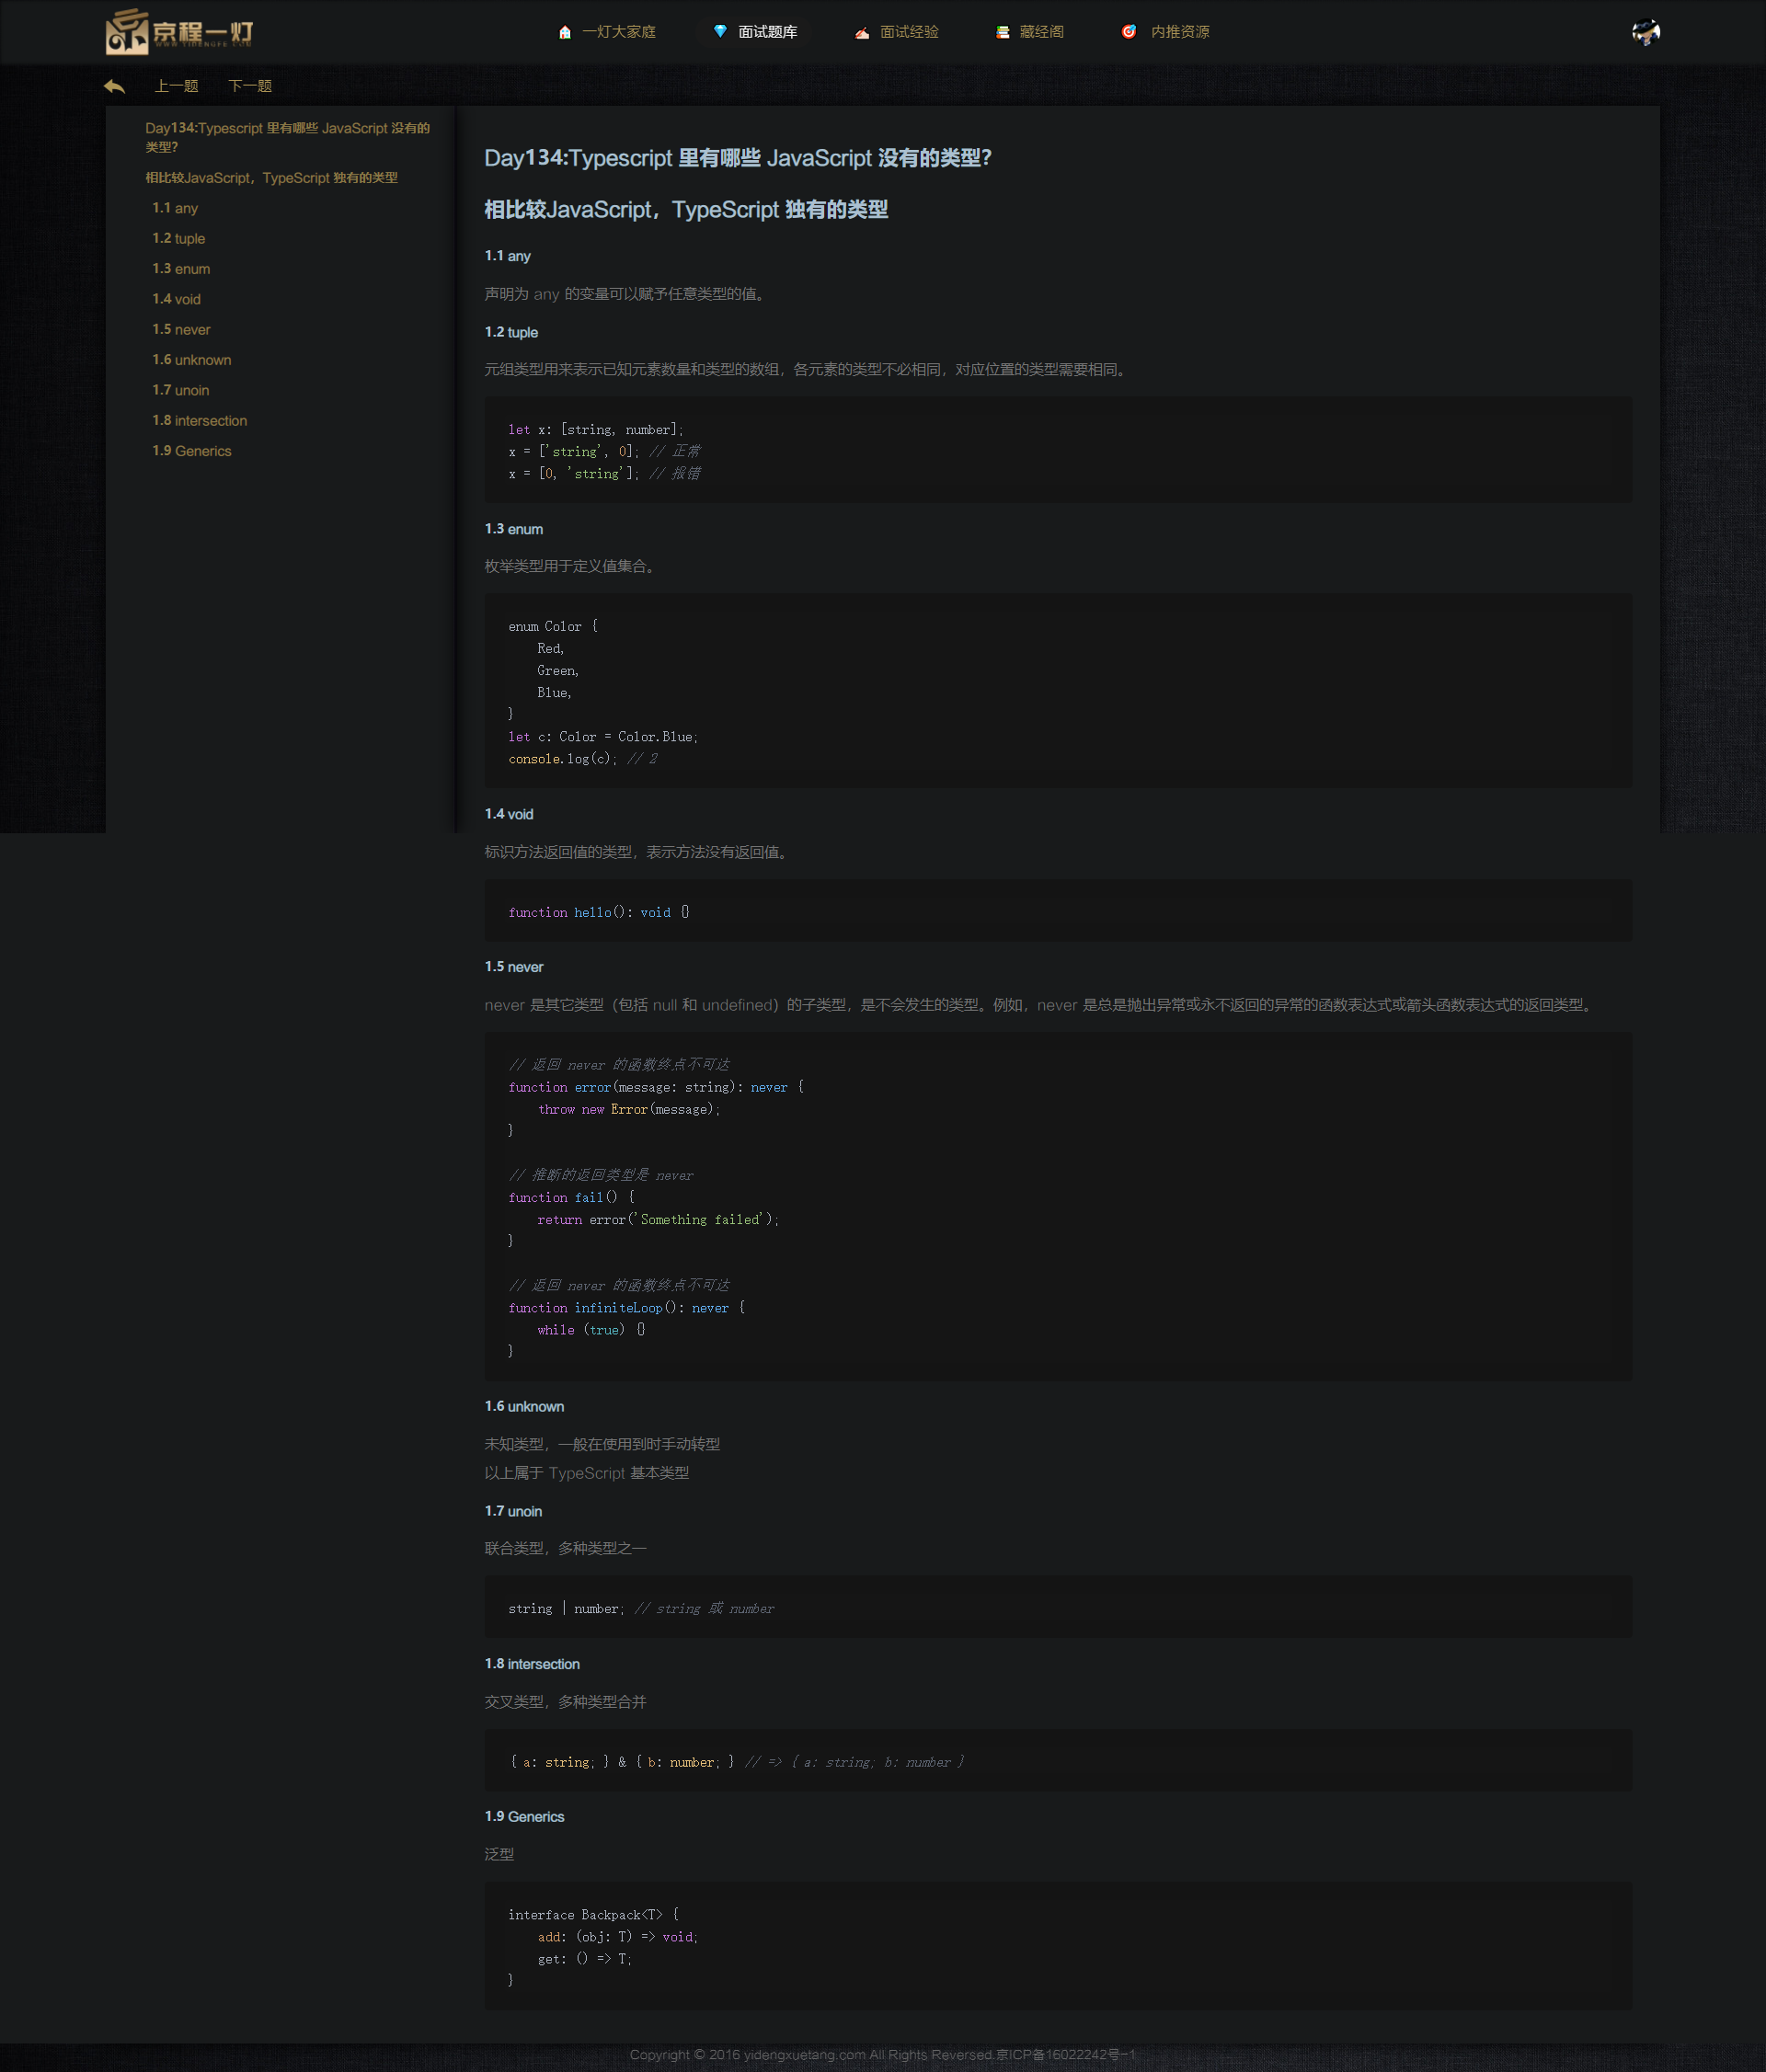 京程一灯
WWW.YIDENGFE.COM
一灯大家庭
面试题库
面试经验
藏经阁
内推资源
上一题
下一题
Day134:Typescript 里有哪些 JavaScript 没有的
类型?
相比较JavaScript，TypeScript 独有的类型
1.1 any
1.2 tuple
1.3 enum
1.4 void
1.5 never
1.6 unknown
1.7 unoin
1.8 intersection
1.9 Generics
Day134:Typescript 里有哪些 JavaScript 没有的类型?
相比较JavaScript，TypeScript 独有的类型
1.1 any
声明为 any 的变量可以赋予任意类型的值。
1.2 tuple
元组类型用来表示已知元素数量和类型的数组，各元素的类型不必相同，对应位置的类型需要相同。
let x: [string, number];
x = ['string', 0]; // 正常
x = [0, 'string']; // 报错
1.3 enum
枚举类型用于定义值集合。
enum Color {
    Red,
    Green,
    Blue,
}
let c: Color = Color.Blue;
console.log(c); // 2
1.4 void
标识方法返回值的类型，表示方法没有返回值。
function hello(): void {}
1.5 never
never 是其它类型（包括 null 和 undefined）的子类型，是不会发生的类型。例如，never 是总是抛出异常或永不返回的异常的函数表达式或箭头函数表达式的返回类型。
// 返回 never 的函数终点不可达
function error(message: string): never {
    throw new Error(message);
}
// 推断的返回类型是 never
function fail() {
    return error('Something failed');
}
// 返回 never 的函数终点不可达
function infiniteLoop(): never {
    while (true) {}
}
1.6 unknown
未知类型，一般在使用到时手动转型
以上属于 TypeScript 基本类型
1.7 unoin
联合类型，多种类型之一
string | number; // string 或 number
1.8 intersection
交叉类型，多种类型合并
{ a: string; } & { b: number; } // => { a: string; b: number }
1.9 Generics
泛型
interface Backpack<T> {
    add: (obj: T) => void;
    get: () => T;
}
Copyright © 2016 yidengxuetang.com All Rights Reversed.京ICP备16022242号-1